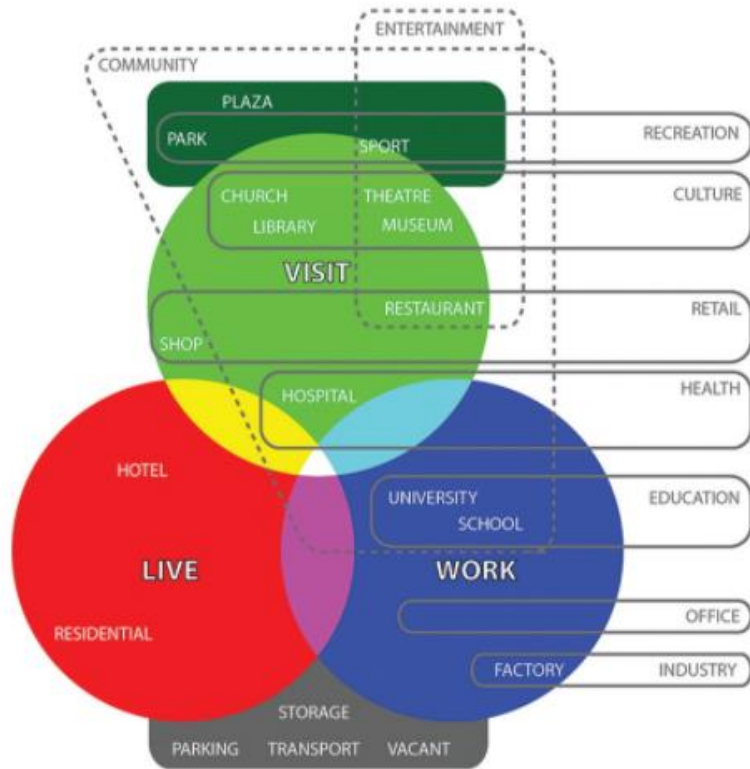 ENTERTAINMENT
COMMUNITY
PLAZA
PARK
SPORT
RECREATION
CHURCH
THEATRE
CULTURE
LIBRARY
MUSEUM
VISIT
RESTAURANT
RETAIL
SHOP
HOSPITAL
HEALTH
HOTEL
UNIVERSITY
EDUCATION
SCHOOL
LIVE
WORK
OFFICE
RESIDENTIAL
FACTORY
INDUSTRY
STORAGE
PARKING
TRANSPORT
VACANT